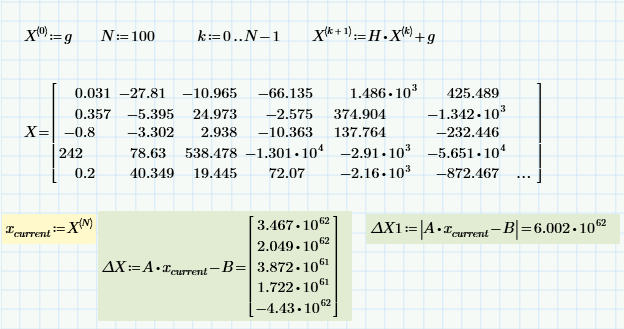 X⟨0⟩:=g N:=100 k:=0..N−1 X⟨k+1⟩:=H•X⟨k⟩+g
0.031 −27.81 −10.965 −66.135 1.486•10³ 425.489
0.357 −5.395 24.973 −2.575 374.904 −1.342•10³
X= −0.8 −3.302 2.938 −10.363 137.764 −232.446
242 78.63 538.478 −1.301•10⁴ −2.91•10³ −5.651•10⁴
0.2 40.349 19.445 72.07 −2.16•10³ −872.467 ...
x_current:=X⟨N⟩
ΔX:=A•x_current−B=
3.467•10⁶²
2.049•10⁶²
3.872•10⁶¹
1.722•10⁶¹
−4.43•10⁶²
ΔX1:=|A•x_current−B|=6.002•10⁶²